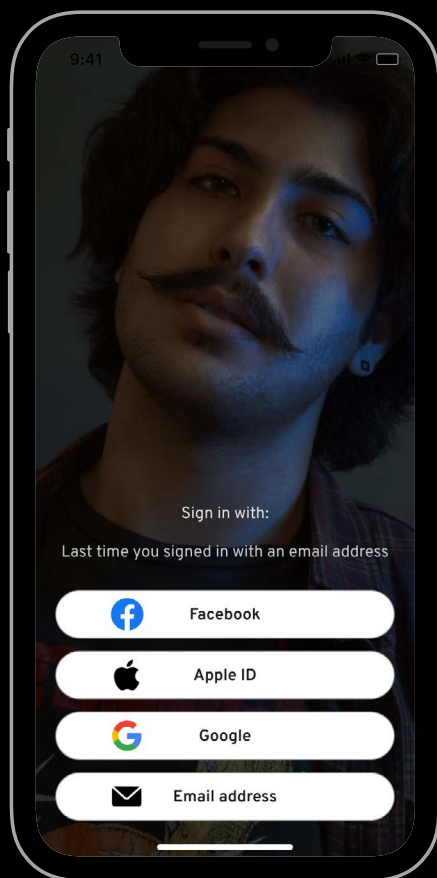 9:41
Sign in with:
Last time you signed in with an email address
Facebook
Apple ID
Google
Email address